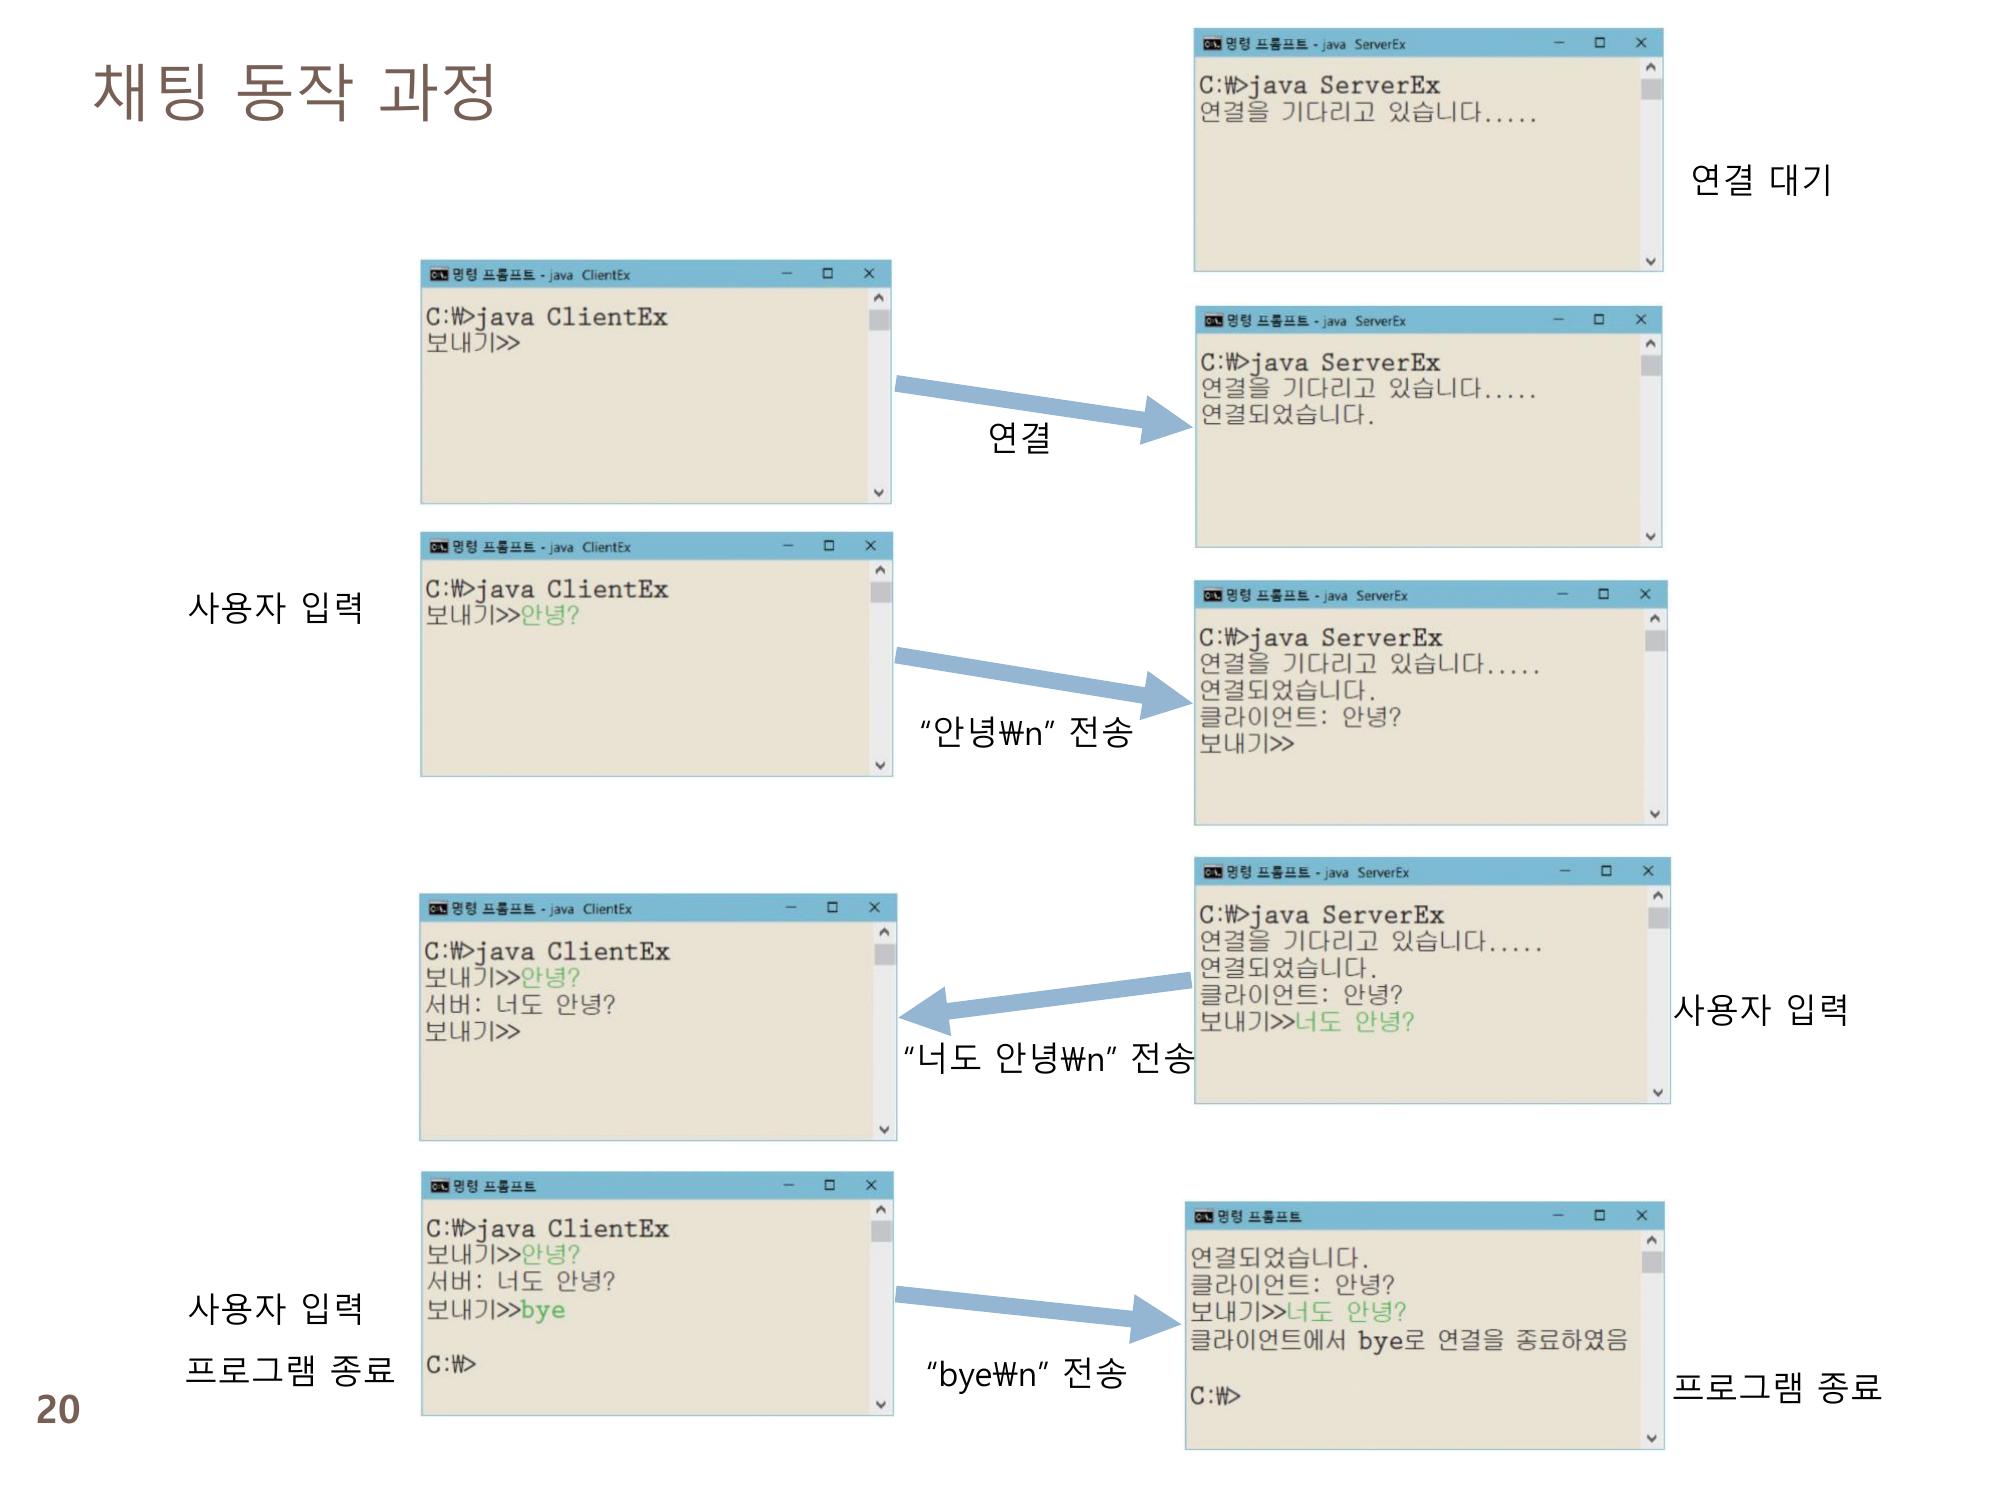 채팅 동작 과정
명령 프롬프트 - java ServerEx
C:₩>java ServerEx
연결을 기다리고 있습니다.....
연결 대기
명령 프롬프트 - java ClientEx
C:₩>java ClientEx
보내기>>
연결
명령 프롬프트 - java ServerEx
C:₩>java ServerEx
연결을 기다리고 있습니다.....
연결되었습니다.
사용자 입력
명령 프롬프트 - java ClientEx
C:₩>java ClientEx
보내기>>안녕?
“안녕₩n” 전송
명령 프롬프트 - java ServerEx
C:₩>java ServerEx
연결을 기다리고 있습니다.....
연결되었습니다.
클라이언트: 안녕?
보내기>>
명령 프롬프트 - java ServerEx
C:₩>java ServerEx
연결을 기다리고 있습니다.....
연결되었습니다.
클라이언트: 안녕?
보내기>>너도 안녕?
사용자 입력
“너도 안녕₩n” 전송
명령 프롬프트 - java ClientEx
C:₩>java ClientEx
보내기>>안녕?
서버: 너도 안녕?
보내기>>
명령 프롬프트
C:₩>java ClientEx
보내기>>안녕?
서버: 너도 안녕?
보내기>>bye
C:₩>
사용자 입력
프로그램 종료
“bye₩n” 전송
명령 프롬프트
연결되었습니다.
클라이언트: 안녕?
보내기>>너도 안녕?
클라이언트에서 bye로 연결을 종료하였음
C:₩>
프로그램 종료
20